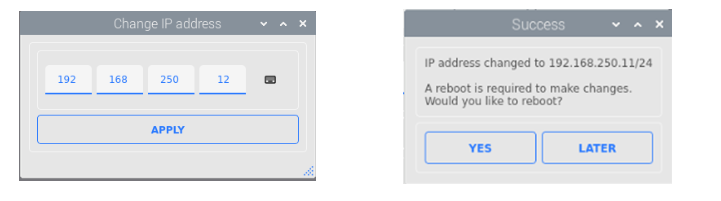 Change IP address
192 168 250 12
APPLY
Success
IP address changed to 192.168.250.11/24
A reboot is required to make changes.
Would you like to reboot?
YES LATER